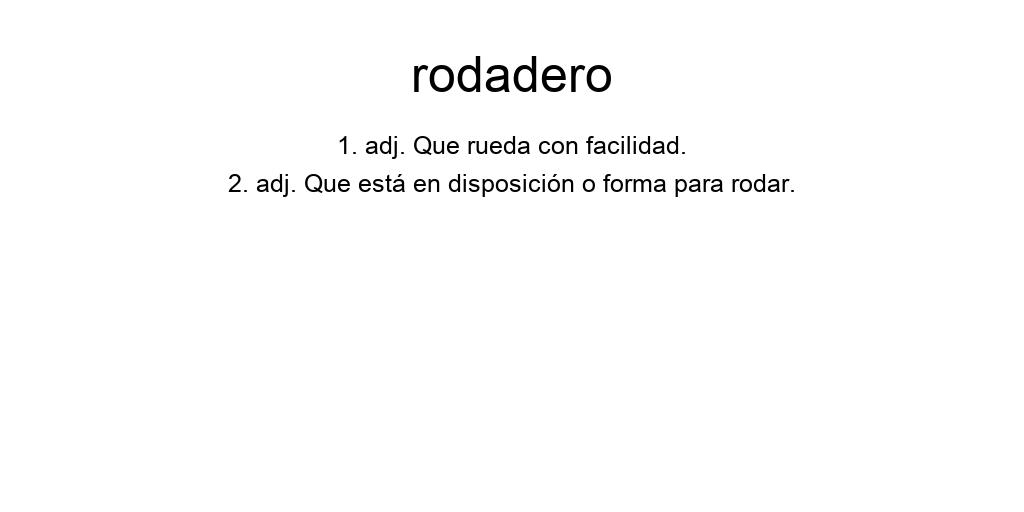 rodadero
1. adj. Que rueda con facilidad.
2. adj. Que está en disposición o forma para rodar.